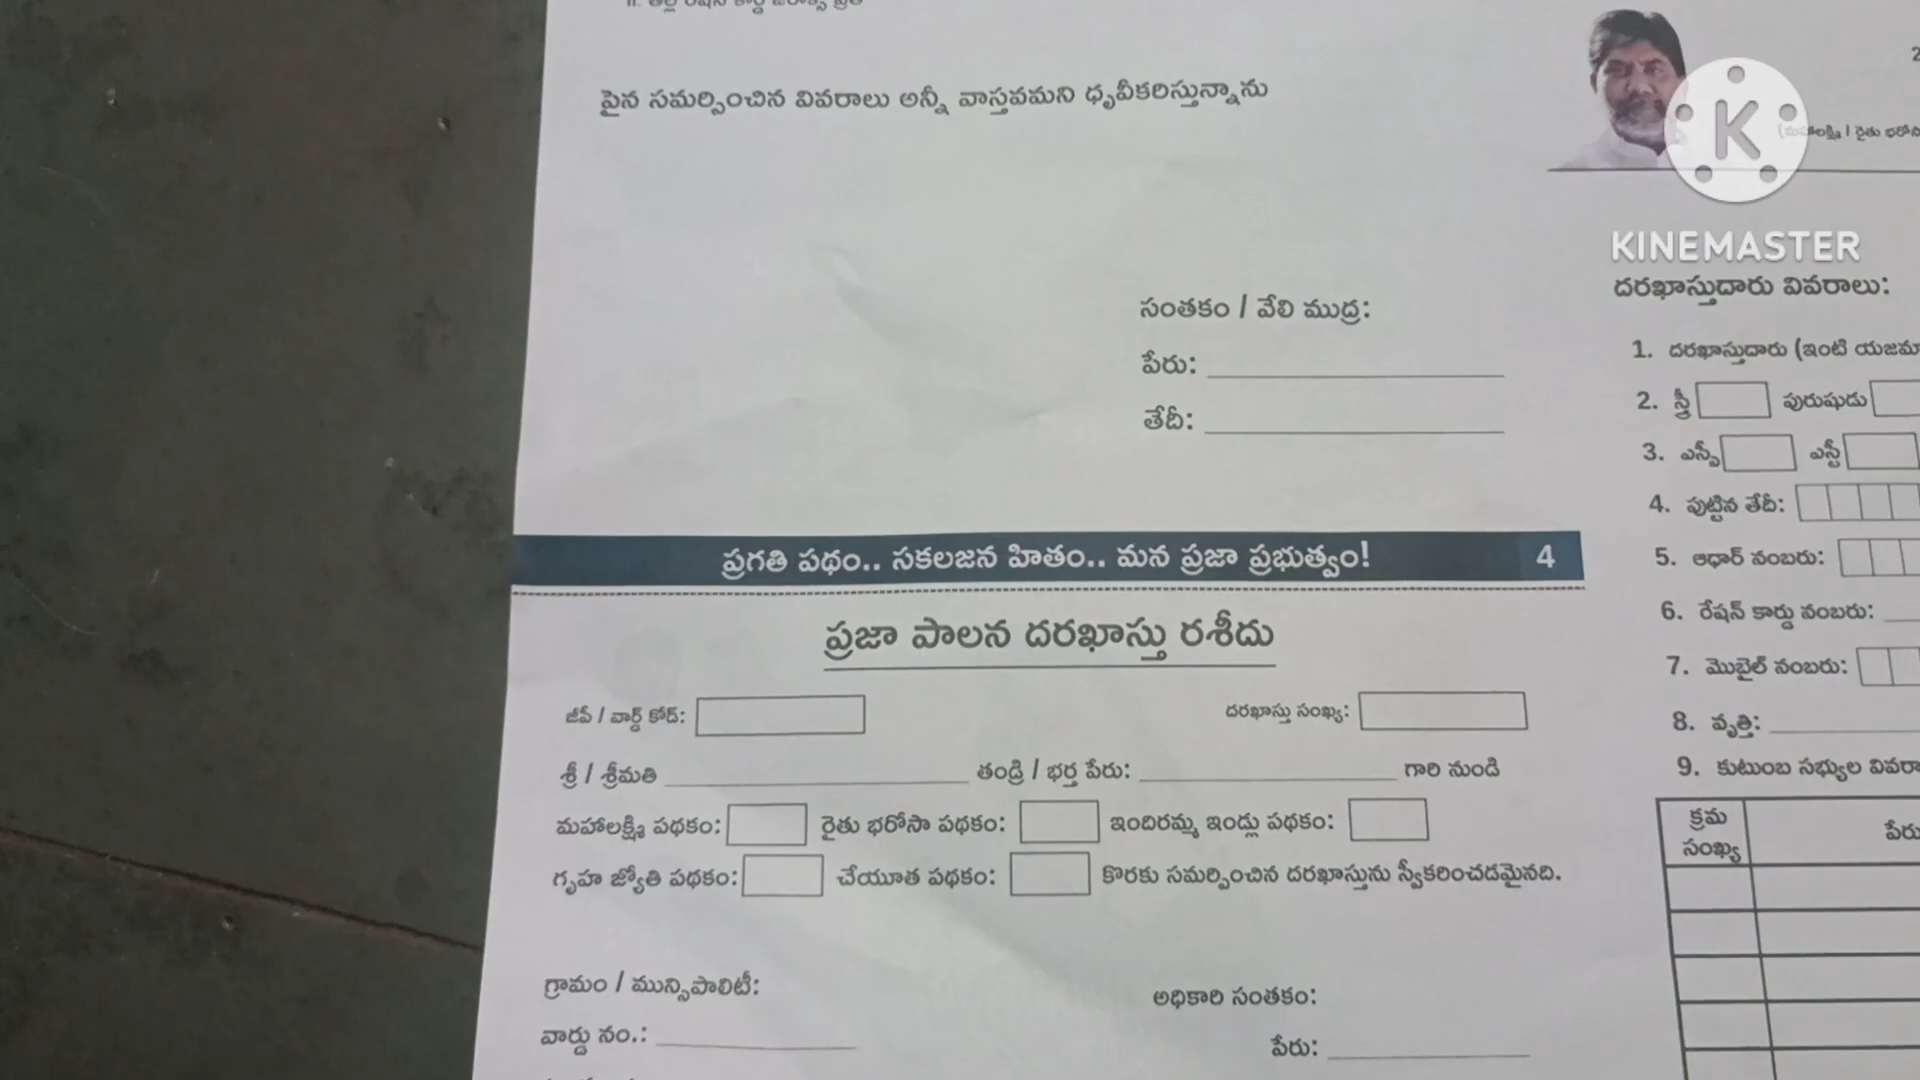 పైన సమర్పించిన వివరాలు అన్నీ వాస్తవమని ధృవీకరిస్తున్నాను
సంతకం / వేలి ముద్ర:
పేరు:
తేదీ:
ప్రగతి పథం.. సకలజన హితం.. మన ప్రజా ప్రభుత్వం! 4
ప్రజా పాలన దరఖాస్తు రశీదు
జీపీ / వార్డ్ కోడ్: దరఖాస్తు సంఖ్య:
శ్రీ / శ్రీమతి తండ్రి / భర్త పేరు: గారి నుండి
మహాలక్ష్మి పథకం: రైతు భరోసా పథకం: ఇందిరమ్మ ఇండ్లు పథకం:
గృహ జ్యోతి పథకం: చేయూత పథకం: కొరకు సమర్పించిన దరఖాస్తును స్వీకరించడమైనది.
గ్రామం / మున్సిపాలిటీ:
అధికారి సంతకం:
వార్డు నం.:
పేరు:
KINEMASTER
దరఖాస్తుదారు వివరాలు:
1. దరఖాస్తుదారు (ఇంటి
2. స్త్రీ పురుషుడు
3. ఎస్సీ ఎస్టీ
4. పుట్టిన తేదీ:
5. ఆధార్ నంబరు:
6. రేషన్ కార్డు నంబరు:
7. మొబైల్ నంబరు:
8. వృత్తి:
9. కుటుంబ సభ్యుల
క్రమ సంఖ్య పేరు